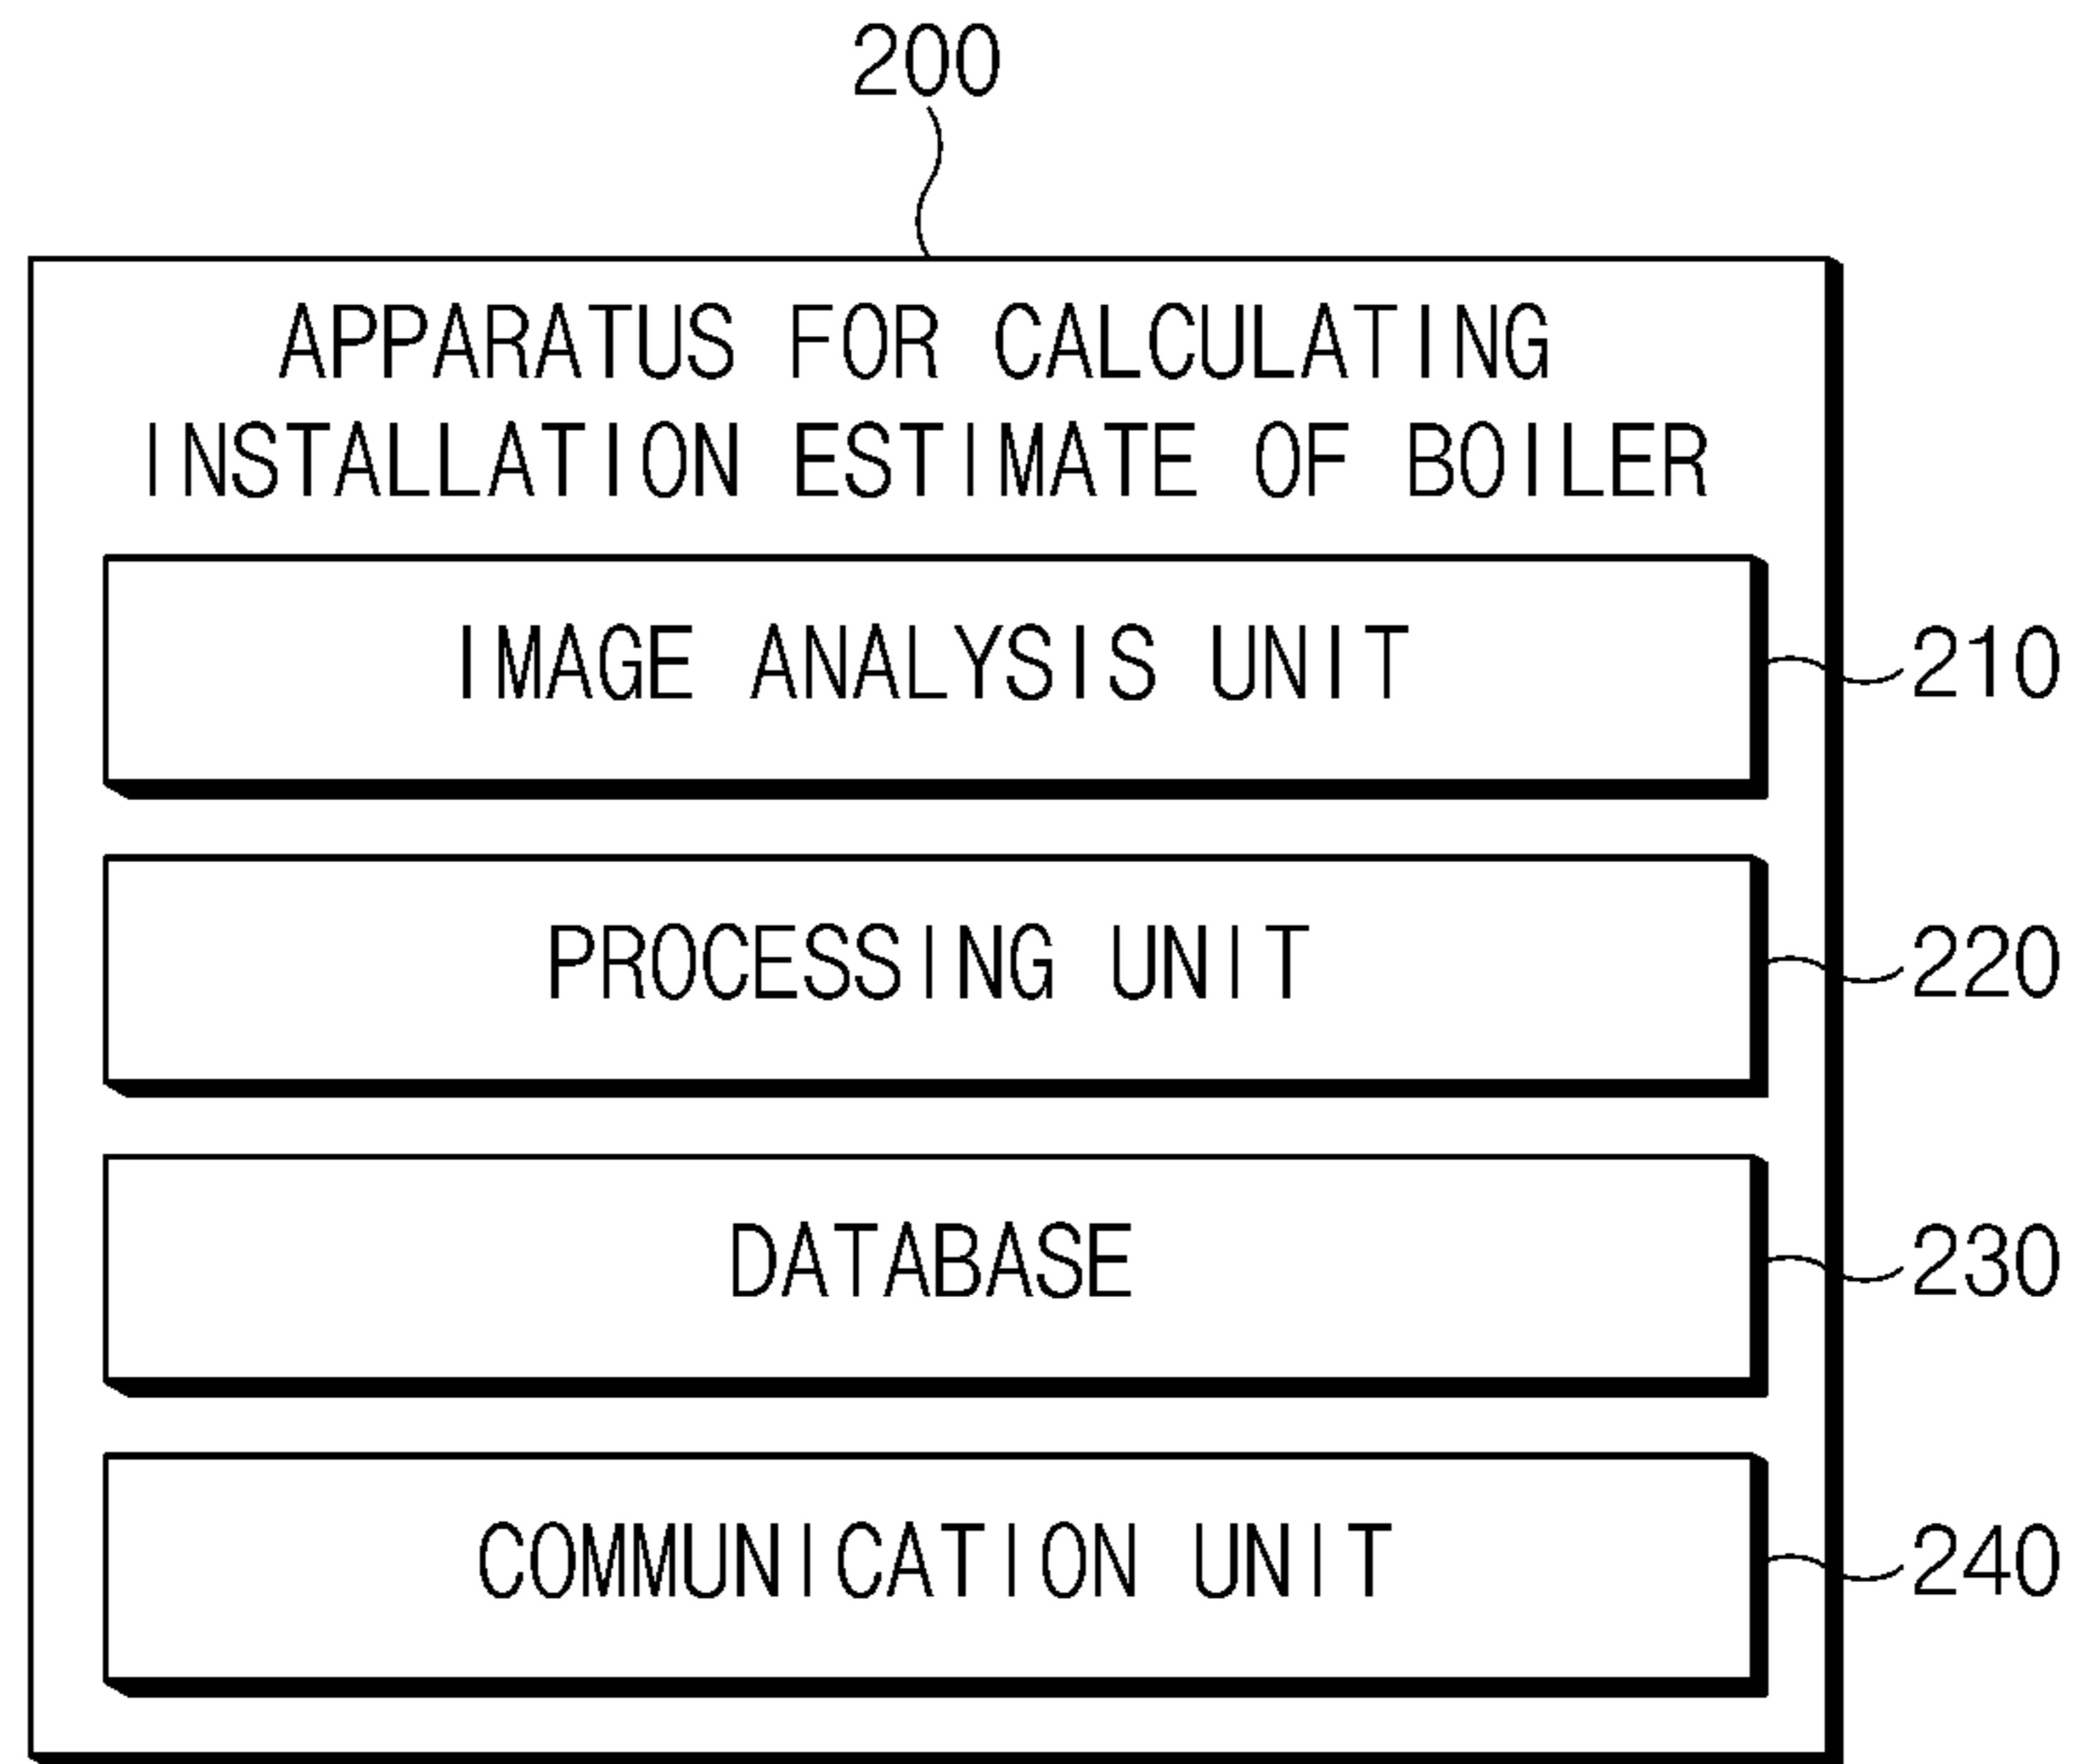 200
APPARATUS FOR CALCULATING
INSTALLATION ESTIMATE OF BOILER
IMAGE ANALYSIS UNIT
210
PROCESSING UNIT
220
DATABASE
230
COMMUNICATION UNIT
240